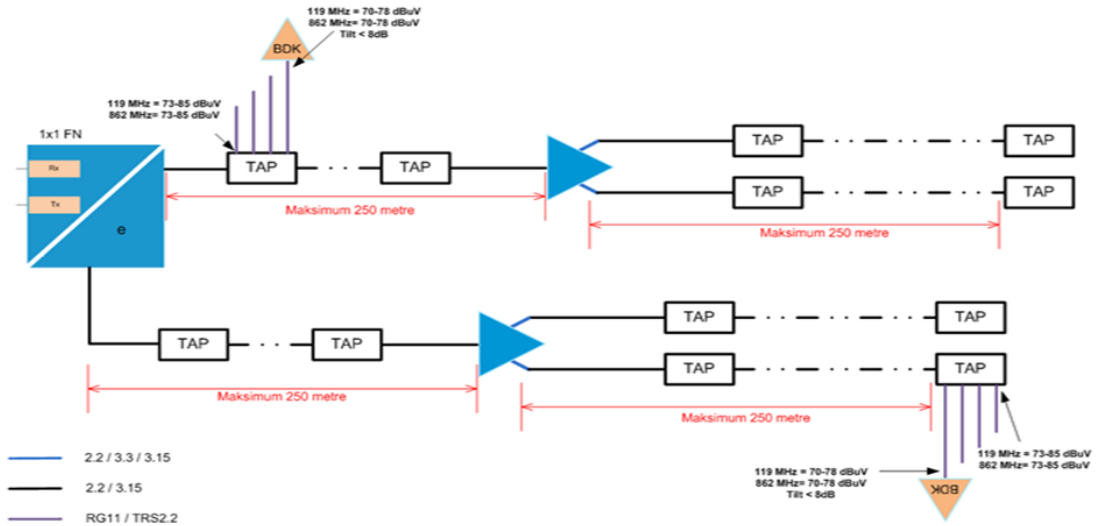 119 MHz = 70-78 dBuV
862 MHz= 70-78 dBuV
Tilt < 8dB
BDK
119 MHz = 73-85 dBuV
862 MHz= 73-85 dBuV
1x1 FN
Rx
Tx
e
TAP
TAP
TAP
TAP
TAP
TAP
Maksimum 250 metre
Maksimum 250 metre
TAP
TAP
TAP
TAP
TAP
TAP
Maksimum 250 metre
Maksimum 250 metre
119 MHz = 73-85 dBuV
862 MHz= 73-85 dBuV
119 MHz = 70-78 dBuV
862 MHz= 70-78 dBuV
Tilt < 8dB
BDK
2.2 / 3.3 / 3.15
2.2 / 3.15
RG11 / TRS2.2